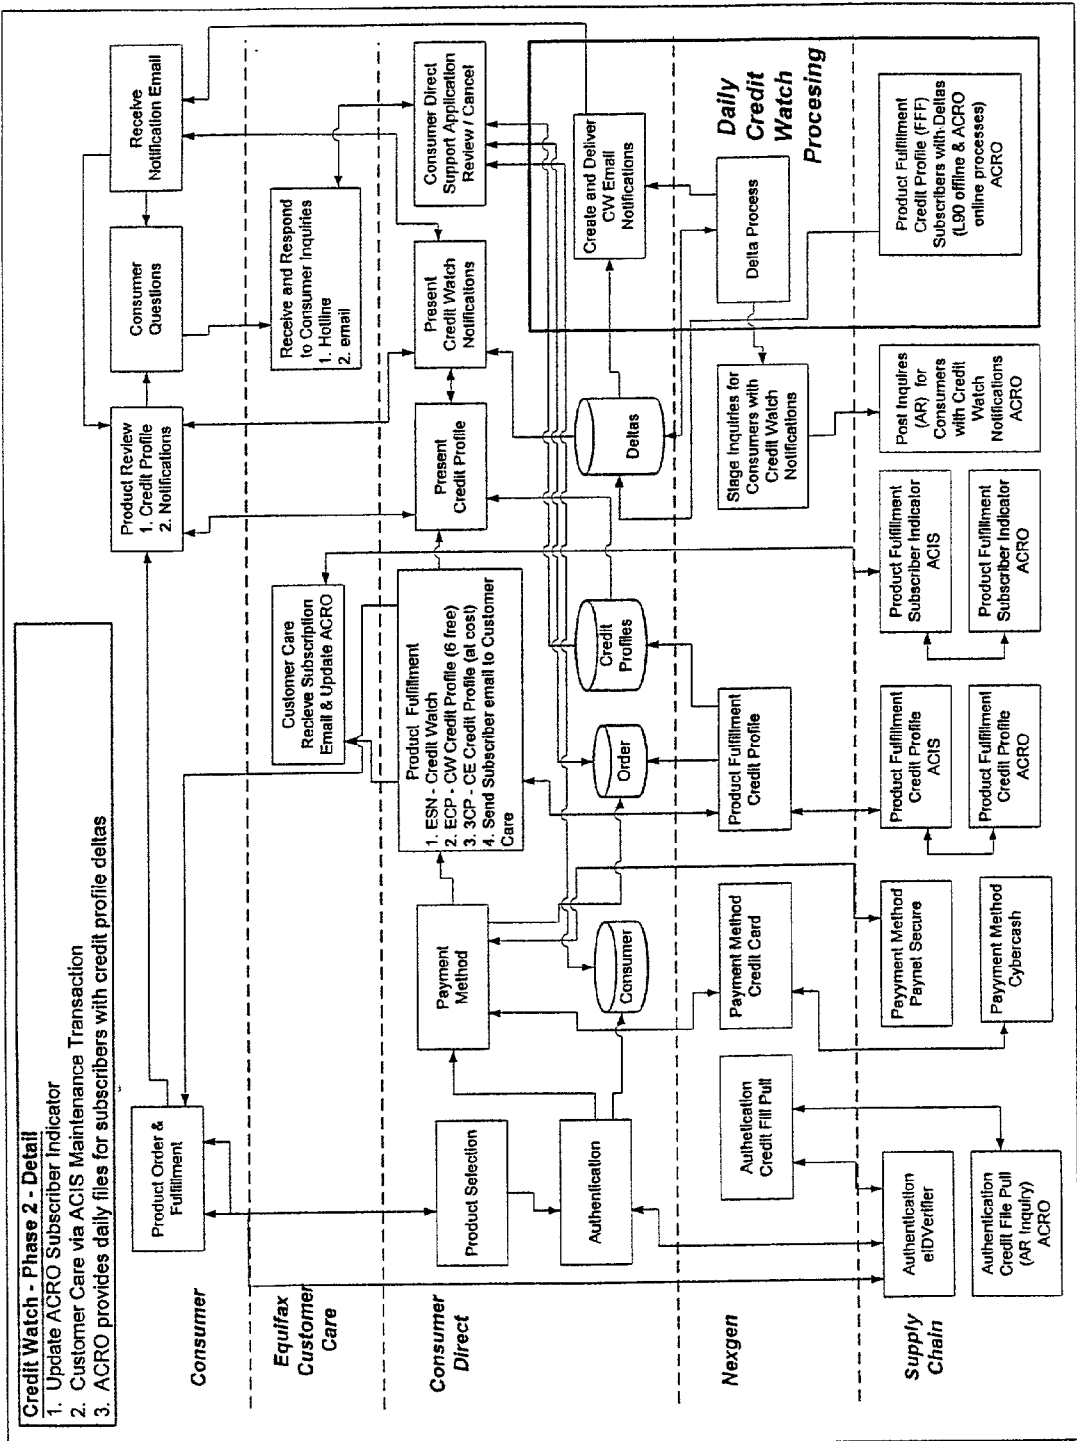 Credit Watch - Phase 2 - Detail
1. Update ACRO Subscriber Indicator
2. Customer Care via ACIS Maintenance Transaction
3. ACRO provides daily files for subscribers with credit profile deltas
Consumer
Product Order &
Fulfillment
Product Review
1. Credit Profile
2. Notifications
Consumer
Questions
Receive
Notification Email
Equifax
Customer
Care
Customer Care
Recieve Subscription
Email & Update ACRO
Receive and Respond
to Consumer Inquiries
1. Hotline
2. email
Consumer
Direct
Product Selection
Authentication
Payment
Method
Product Fulfillment
1. ESN - Credit Watch
2. ECP - CW Credit Profile (6 free)
3. 3CP - CE Credit Profile (at cost)
4. Send Subscriber email to Customer
Care
Present
Credit Profile
Present
Credit Watch
Notifications
Consumer Direct
Support Application
Review / Cancel
Consumer
Order
Credit
Profiles
Deltas
Create and Deliver
CW Email
Notifications
Nexgen
Authetication
Credit Fill Pull
Payment Method
Credit Card
Product Fulfillment
Credit Profile
Stage Inquiries for
Consumers with
Credit Watch
Notifications
Delta Process
Daily
Credit
Watch
Procesing
Supply
Chain
Authentication
eIDVerifier
Authentication
Credit File Pull
(AR Inquiry)
ACRO
Payyment Method
Paynet Secure
Payyment Method
Cybercash
Product Fulfillment
Credit Profile
ACIS
Product Fulfillment
Credit Profile
ACRO
Product Fulfillment
Subscriber Indicator
ACIS
Product Fulfillment
Subscriber Indicator
ACRO
Post Inquires
(AR) for
Consumers
with Credit
Watch
Notifications
ACRO
Product Fulfillment
Credit Profile (FFF)
Subscribers with Deltas
(L90 offline & ACRO
online processes)
ACRO